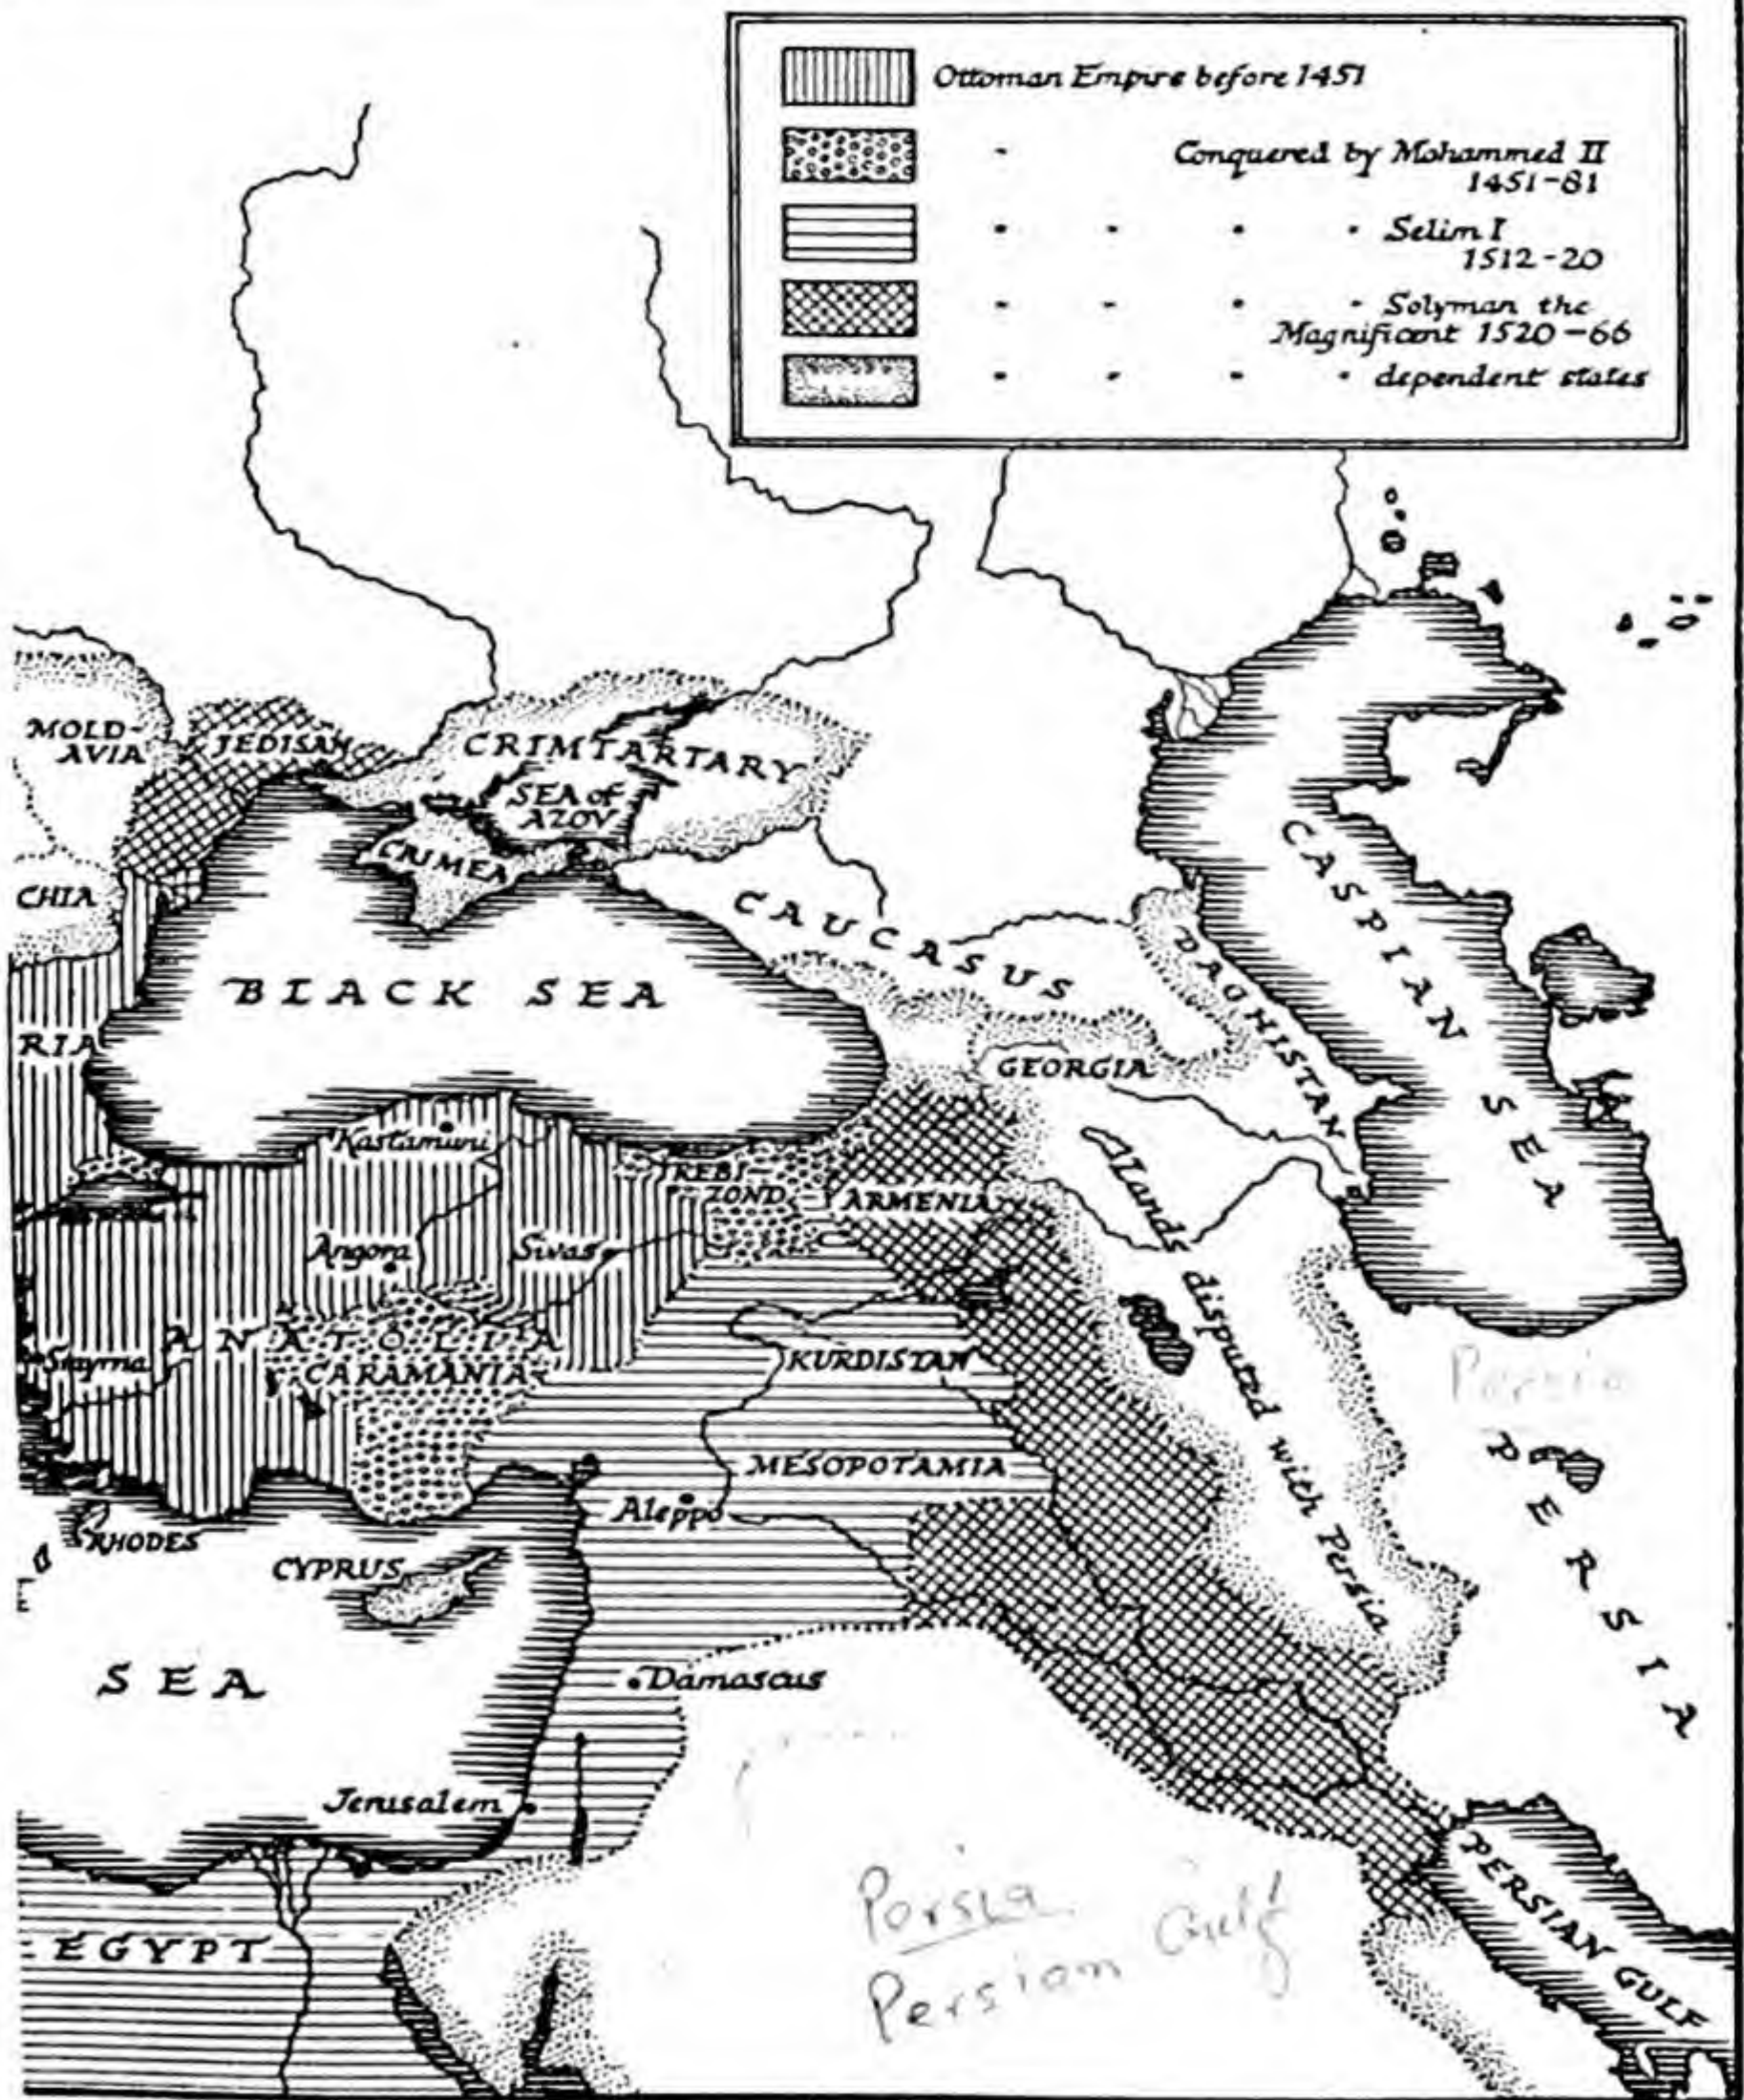 Ottoman Empire before 1451
" Conquered by Mohammed II
1451-81
" " " " Selim I
1512-20
" " " " Solyman the
Magnificent 1520-66
" " " " dependent states
MOLD-
AVIA
JEDISAN
CRIMTARTARY
SEA of
AZOV
CRIMEA
CHIA
CAUCASUS
CASPIAN SEA
DAGHISTAN
BLACK SEA
RIA
GEORGIA
Kastamuni
TREBI-
ZOND
ARMENIA
Angora
Sivas
Alands disputed with Persia
ANATOLIA
Smyrna
CARAMANIA
KURDISTAN
Persia
PERSIA
MESOPOTAMIA
Aleppo
RHODES
CYPRUS
SEA
Damascus
Jerusalem
EGYPT
Persia
Persian Gulf
PERSIAN GULF